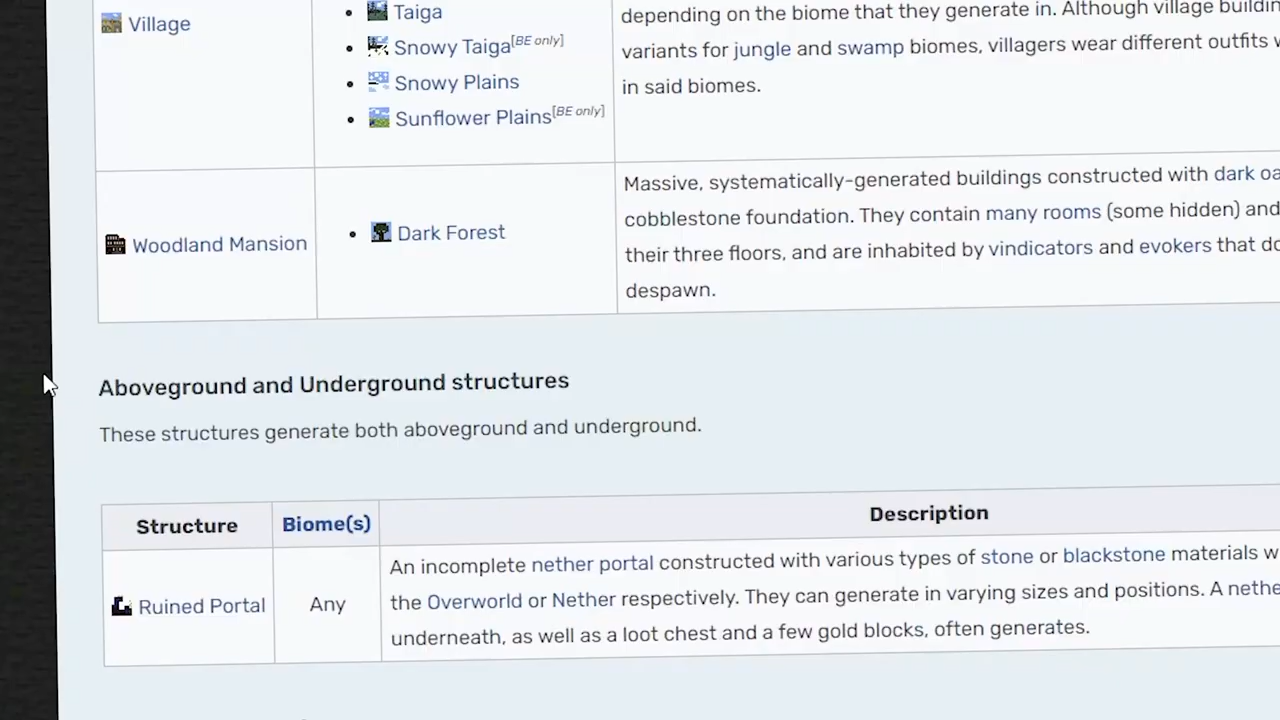 Village
Taiga
Snowy Taiga[BE only]
Snowy Plains
Sunflower Plains[BE only]
depending on the biome that they generate in. Although village
variants for jungle and swamp biomes, villagers wear different outfits
in said biomes.
Woodland Mansion
Dark Forest
Massive, systematically-generated buildings constructed with dark
cobblestone foundation. They contain many rooms (some hidden) and
their three floors, and are inhabited by vindicators and evokers that
despawn.
Aboveground and Underground structures
These structures generate both aboveground and underground.
Structure
Biome(s)
Description
Ruined Portal
Any
An incomplete nether portal constructed with various types of stone or blackstone materials
the Overworld or Nether respectively. They can generate in varying sizes and positions. A
underneath, as well as a loot chest and a few gold blocks, often generates.